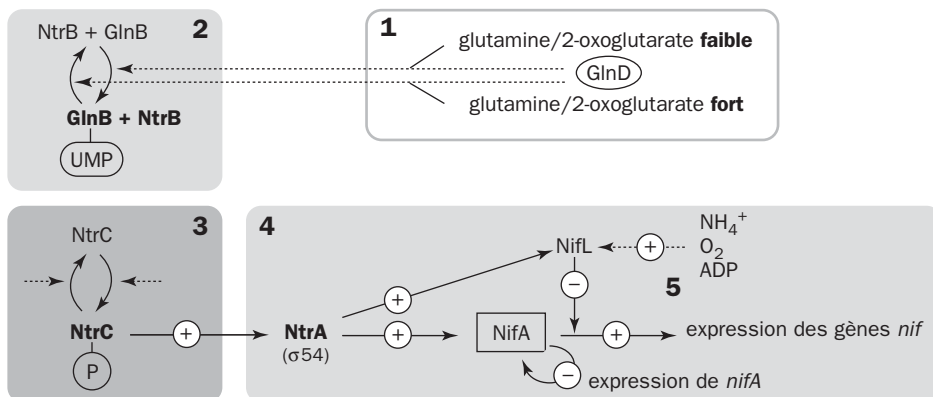 2
NtrB + GlnB
GlnB + NtrB
UMP
1
glutamine/2-oxoglutarate faible
GlnD
glutamine/2-oxoglutarate fort
3
NtrC
NtrC
P
+
4
NtrA
(σ54)
+
+
NifL
+
NH₄⁺
O₂
ADP
5
−
NifA
+
expression des gènes nif
−
expression de nifA